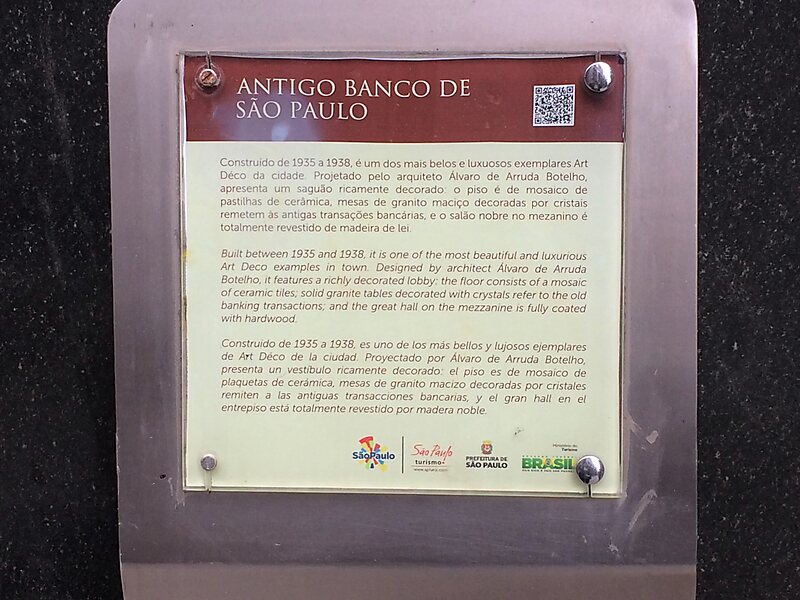 ANTIGO BANCO DE
SÃO PAULO
Construído de 1935 a 1938, é um dos mais belos e luxuosos exemplares Art
Déco da cidade. Projetado pelo arquiteto Álvaro de Arruda Botelho,
apresenta um saguão ricamente decorado: o piso é de mosaico de
pastilhas de cerâmica, mesas de granito maciço decoradas por cristais
remetem às antigas transações bancárias, e o salão nobre no mezanino é
totalmente revestido de madeira de lei.
Built between 1935 and 1938, it is one of the most beautiful and luxurious
Art Deco examples in town. Designed by architect Álvaro de Arruda
Botelho, it features a richly decorated lobby: the floor consists of a mosaic
of ceramic tiles; solid granite tables decorated with crystals refer to the old
banking transactions; and the great hall on the mezzanine is fully coated
with hardwood.
Construido de 1935 a 1938, es uno de los más bellos y lujosos ejemplares
de Art Déco de la ciudad. Proyectado por Álvaro de Arruda Botelho,
presenta un vestíbulo ricamente decorado: el piso es de mosaico de
plaquetas de cerámica, mesas de granito macizo decoradas por cristales
remiten a las antiguas transacciones bancarias, y el gran hall en el
entrepiso está totalmente revestido por madera noble.
SãoPaulo
São Paulo
turismo
PREFEITURA DE
SÃO PAULO
Ministério do
Turismo
BRASIL